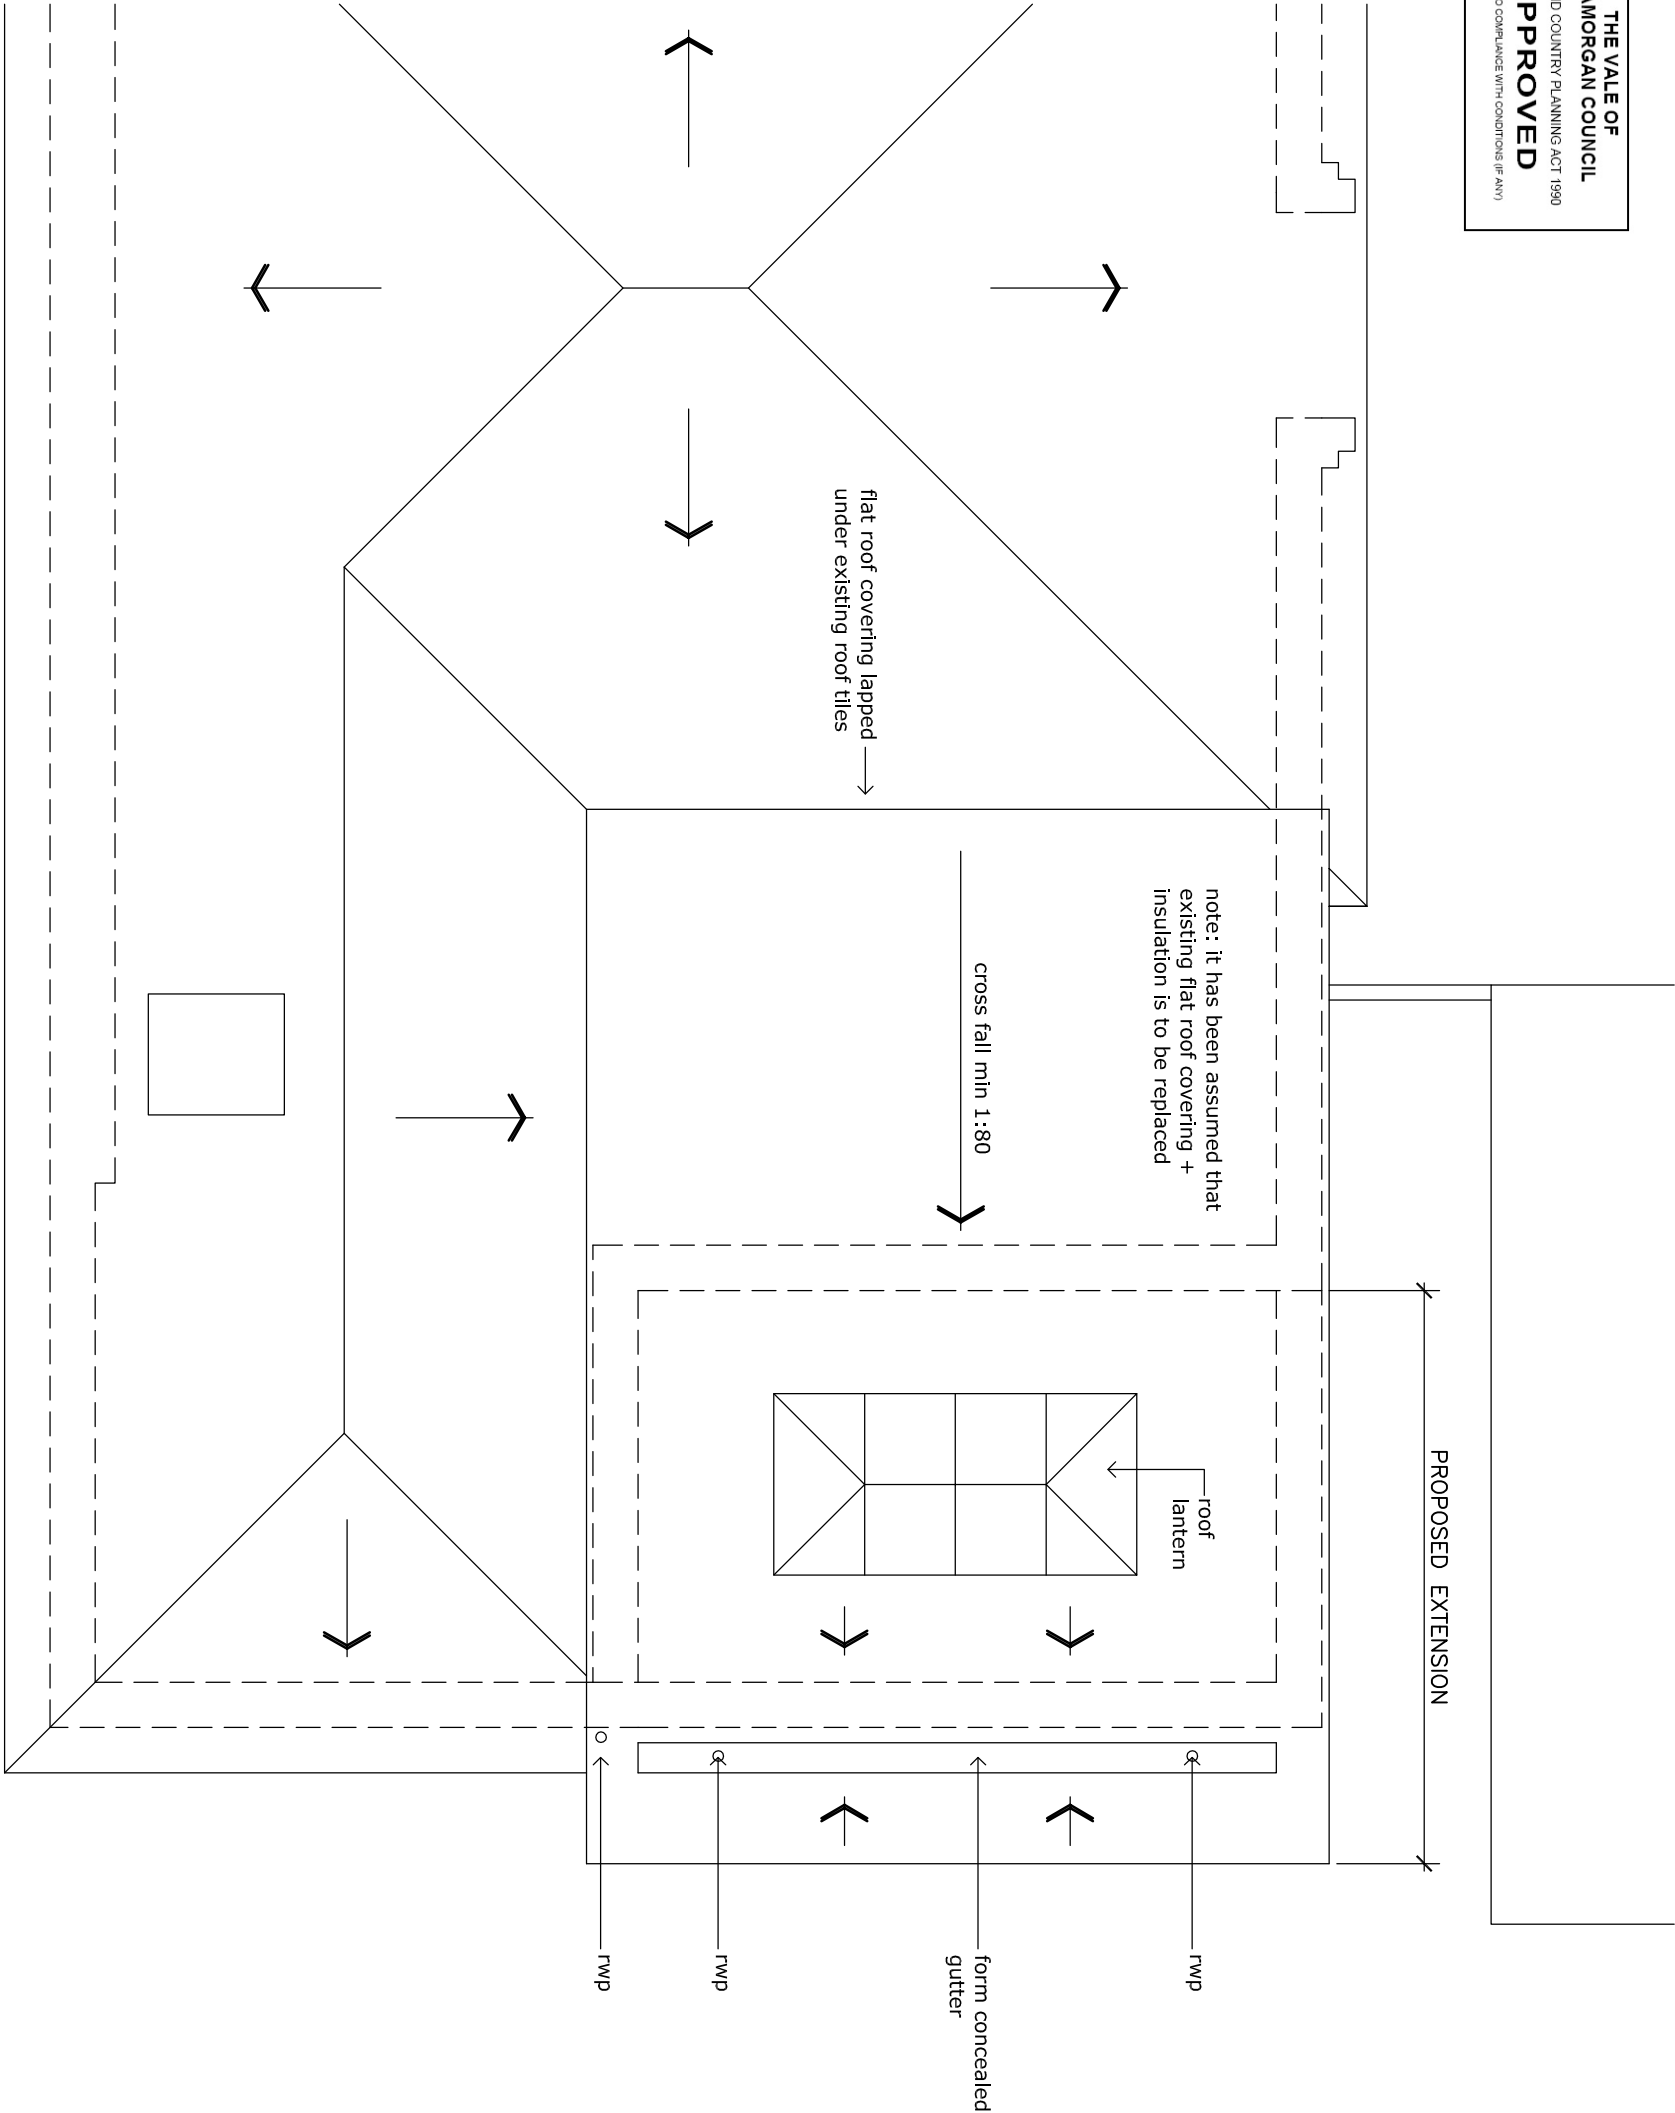 THE VALE OF
AMORGAN COUNCIL
D COUNTRY PLANNING ACT 1990
PPROVED
O COMPLIANCE WITH CONDITIONS (IF ANY)
PROPOSED EXTENSION
note: it has been assumed that
existing flat roof covering +
insulation is to be replaced
roof
lantern
rwp
cross fall min 1:80
form concealed
gutter
flat roof covering lapped
under existing roof tiles
rwp
rwp